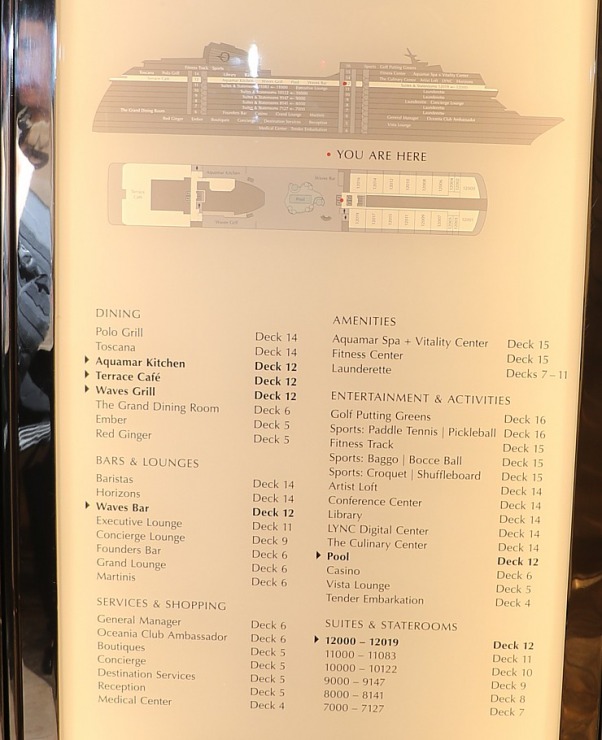 • YOU ARE HERE
DINING
Polo Grill Deck 14
Toscana Deck 14
Aquamar Kitchen Deck 12
Terrace Café Deck 12
Waves Grill Deck 12
The Grand Dining Room Deck 6
Ember Deck 5
Red Ginger Deck 5
BARS & LOUNGES
Baristas Deck 14
Horizons Deck 14
Waves Bar Deck 12
Executive Lounge Deck 11
Concierge Lounge Deck 9
Founders Bar Deck 6
Grand Lounge Deck 6
Martinis Deck 6
SERVICES & SHOPPING
General Manager Deck 6
Oceania Club Ambassador Deck 6
Boutiques Deck 5
Concierge Deck 5
Destination Services Deck 5
Reception Deck 5
Medical Center Deck 4
AMENITIES
Aquamar Spa + Vitality Center Deck 15
Fitness Center Deck 15
Launderette Decks 7 – 11
ENTERTAINMENT & ACTIVITIES
Golf Putting Greens Deck 16
Sports: Paddle Tennis | Pickleball Deck 16
Fitness Track Deck 15
Sports: Baggo | Bocce Ball Deck 15
Sports: Croquet | Shuffleboard Deck 15
Artist Loft Deck 14
Conference Center Deck 14
Library Deck 14
LYNC Digital Center Deck 14
The Culinary Center Deck 14
Pool Deck 12
Casino Deck 6
Vista Lounge Deck 5
Tender Embarkation Deck 4
SUITES & STATEROOMS
12000 – 12019 Deck 12
11000 – 11083 Deck 11
10000 – 10122 Deck 10
9000 – 9147 Deck 9
8000 – 8141 Deck 8
7000 – 7127 Deck 7